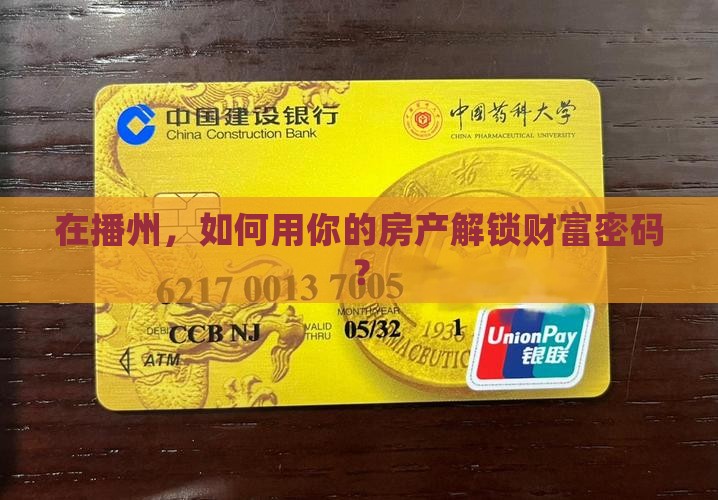 中国建设银行
China Construction Bank
中国药科大学
CHINA PHARMACEUTICAL UNIVERSITY
在播州，如何用你的房产解锁财富密码
？
6217 0013 7005
MONTH/YEAR
CCB NJ
VALID
THRU
05/32
1936
1
ATM
UnionPay
银联